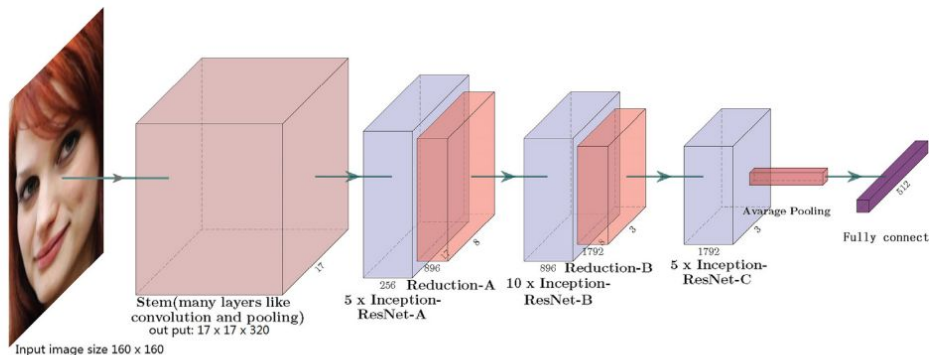 17
256
896
17
8
896
1792
3
3
1792
3
512
Avarage Pooling
Fully connect
Reduction-A
Reduction-B
5 x Inception-
ResNet-A
10 x Inception-
ResNet-B
5 x Inception-
ResNet-C
Stem(many layers like
convolution and pooling)
out put: 17 x 17 x 320
Input image size 160 x 160